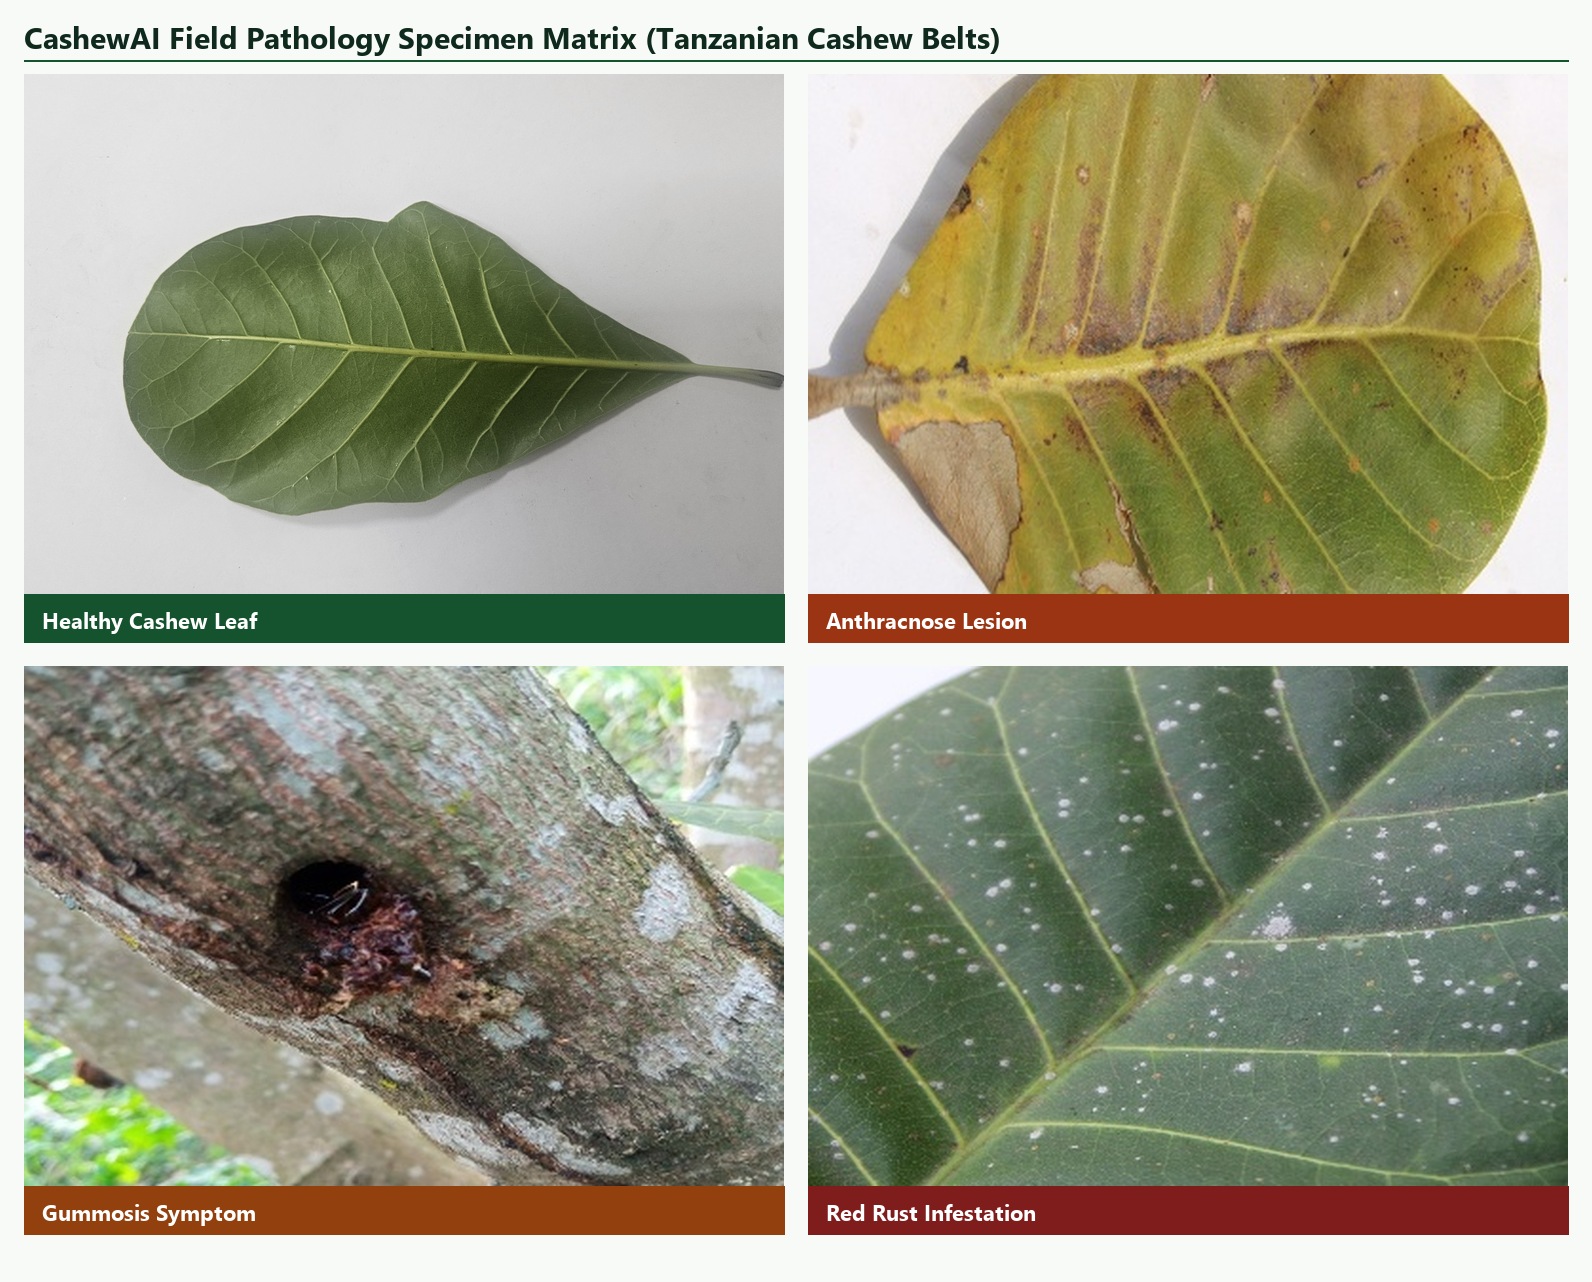 CashewAI Field Pathology Specimen Matrix (Tanzanian Cashew Belts)
Healthy Cashew Leaf
Anthracnose Lesion
Gummosis Symptom
Red Rust Infestation